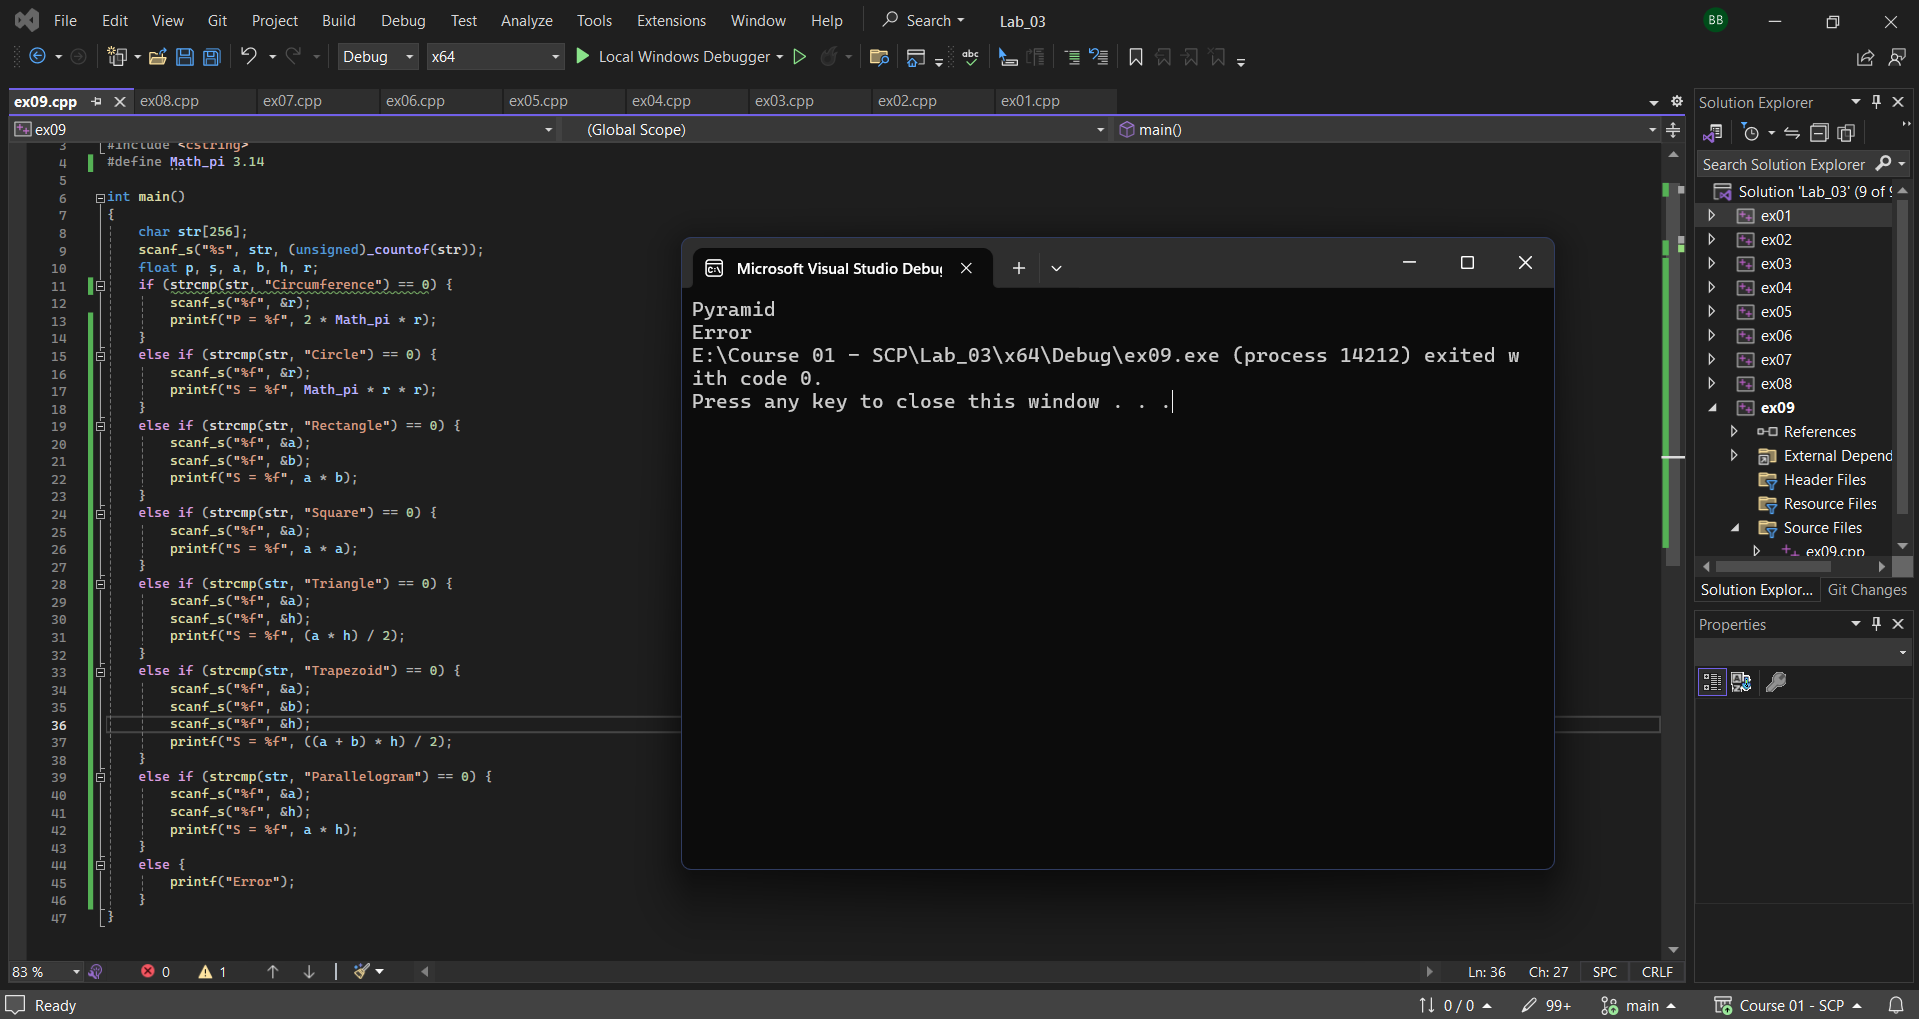 File Edit View Git Project Build Debug Test Analyze Tools Extensions Window Help Search Lab_03 BB
Debug x64 Local Windows Debugger abc
ex09.cpp ex08.cpp ex07.cpp ex06.cpp ex05.cpp ex04.cpp ex03.cpp ex02.cpp ex01.cpp
ex09 (Global Scope) main()
3 #include <cstring>
4 #define Math_pi 3.14
5
6 int main()
7 {
8 char str[256];
9 scanf_s("%s", str, (unsigned)_countof(str));
10 float p, s, a, b, h, r;
11 if (strcmp(str, "Circumference") == 0) {
12 scanf_s("%f", &r);
13 printf("P = %f", 2 * Math_pi * r);
14 }
15 else if (strcmp(str, "Circle") == 0) {
16 scanf_s("%f", &r);
17 printf("S = %f", Math_pi * r * r);
18 }
19 else if (strcmp(str, "Rectangle") == 0) {
20 scanf_s("%f", &a);
21 scanf_s("%f", &b);
22 printf("S = %f", a * b);
23 }
24 else if (strcmp(str, "Square") == 0) {
25 scanf_s("%f", &a);
26 printf("S = %f", a * a);
27 }
28 else if (strcmp(str, "Triangle") == 0) {
29 scanf_s("%f", &a);
30 scanf_s("%f", &h);
31 printf("S = %f", (a * h) / 2);
32 }
33 else if (strcmp(str, "Trapezoid") == 0) {
34 scanf_s("%f", &a);
35 scanf_s("%f", &b);
36 scanf_s("%f", &h);
37 printf("S = %f", ((a + b) * h) / 2);
38 }
39 else if (strcmp(str, "Parallelogram") == 0) {
40 scanf_s("%f", &a);
41 scanf_s("%f", &h);
42 printf("S = %f", a * h);
43 }
44 else {
45 printf("Error");
46 }
47 }
Microsoft Visual Studio Debug
Pyramid
Error
E:\Course 01 - SCP\Lab_03\x64\Debug\ex09.exe (process 14212) exited w
ith code 0.
Press any key to close this window . . .
Solution Explorer
Search Solution Explorer
Solution 'Lab_03' (9 of 9
ex01
ex02
ex03
ex04
ex05
ex06
ex07
ex08
ex09
References
External Depend
Header Files
Resource Files
Source Files
ex09.cpp
Solution Explor... Git Changes
Properties
83 % 0 1 Ln: 36 Ch: 27 SPC CRLF
Ready 0 / 0 99+ main Course 01 - SCP